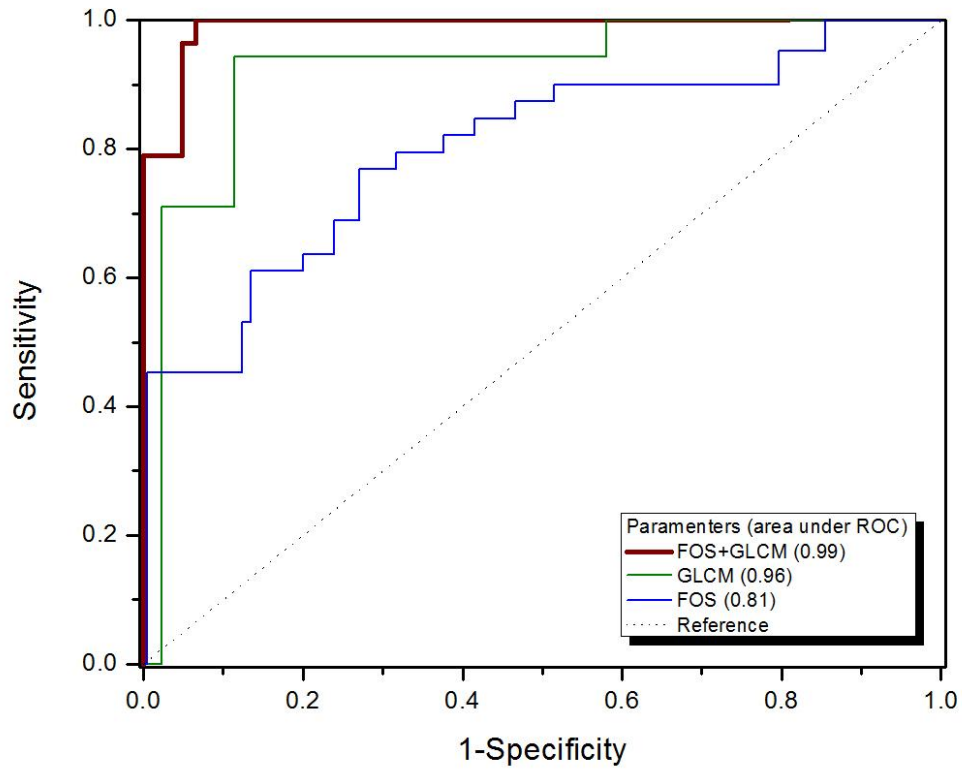 1.0
0.8
0.6
0.4
0.2
0.0
Sensitivity
Paramenters (area under ROC)
FOS+GLCM (0.99)
GLCM (0.96)
FOS (0.81)
Reference
0.0 0.2 0.4 0.6 0.8 1.0
1-Specificity